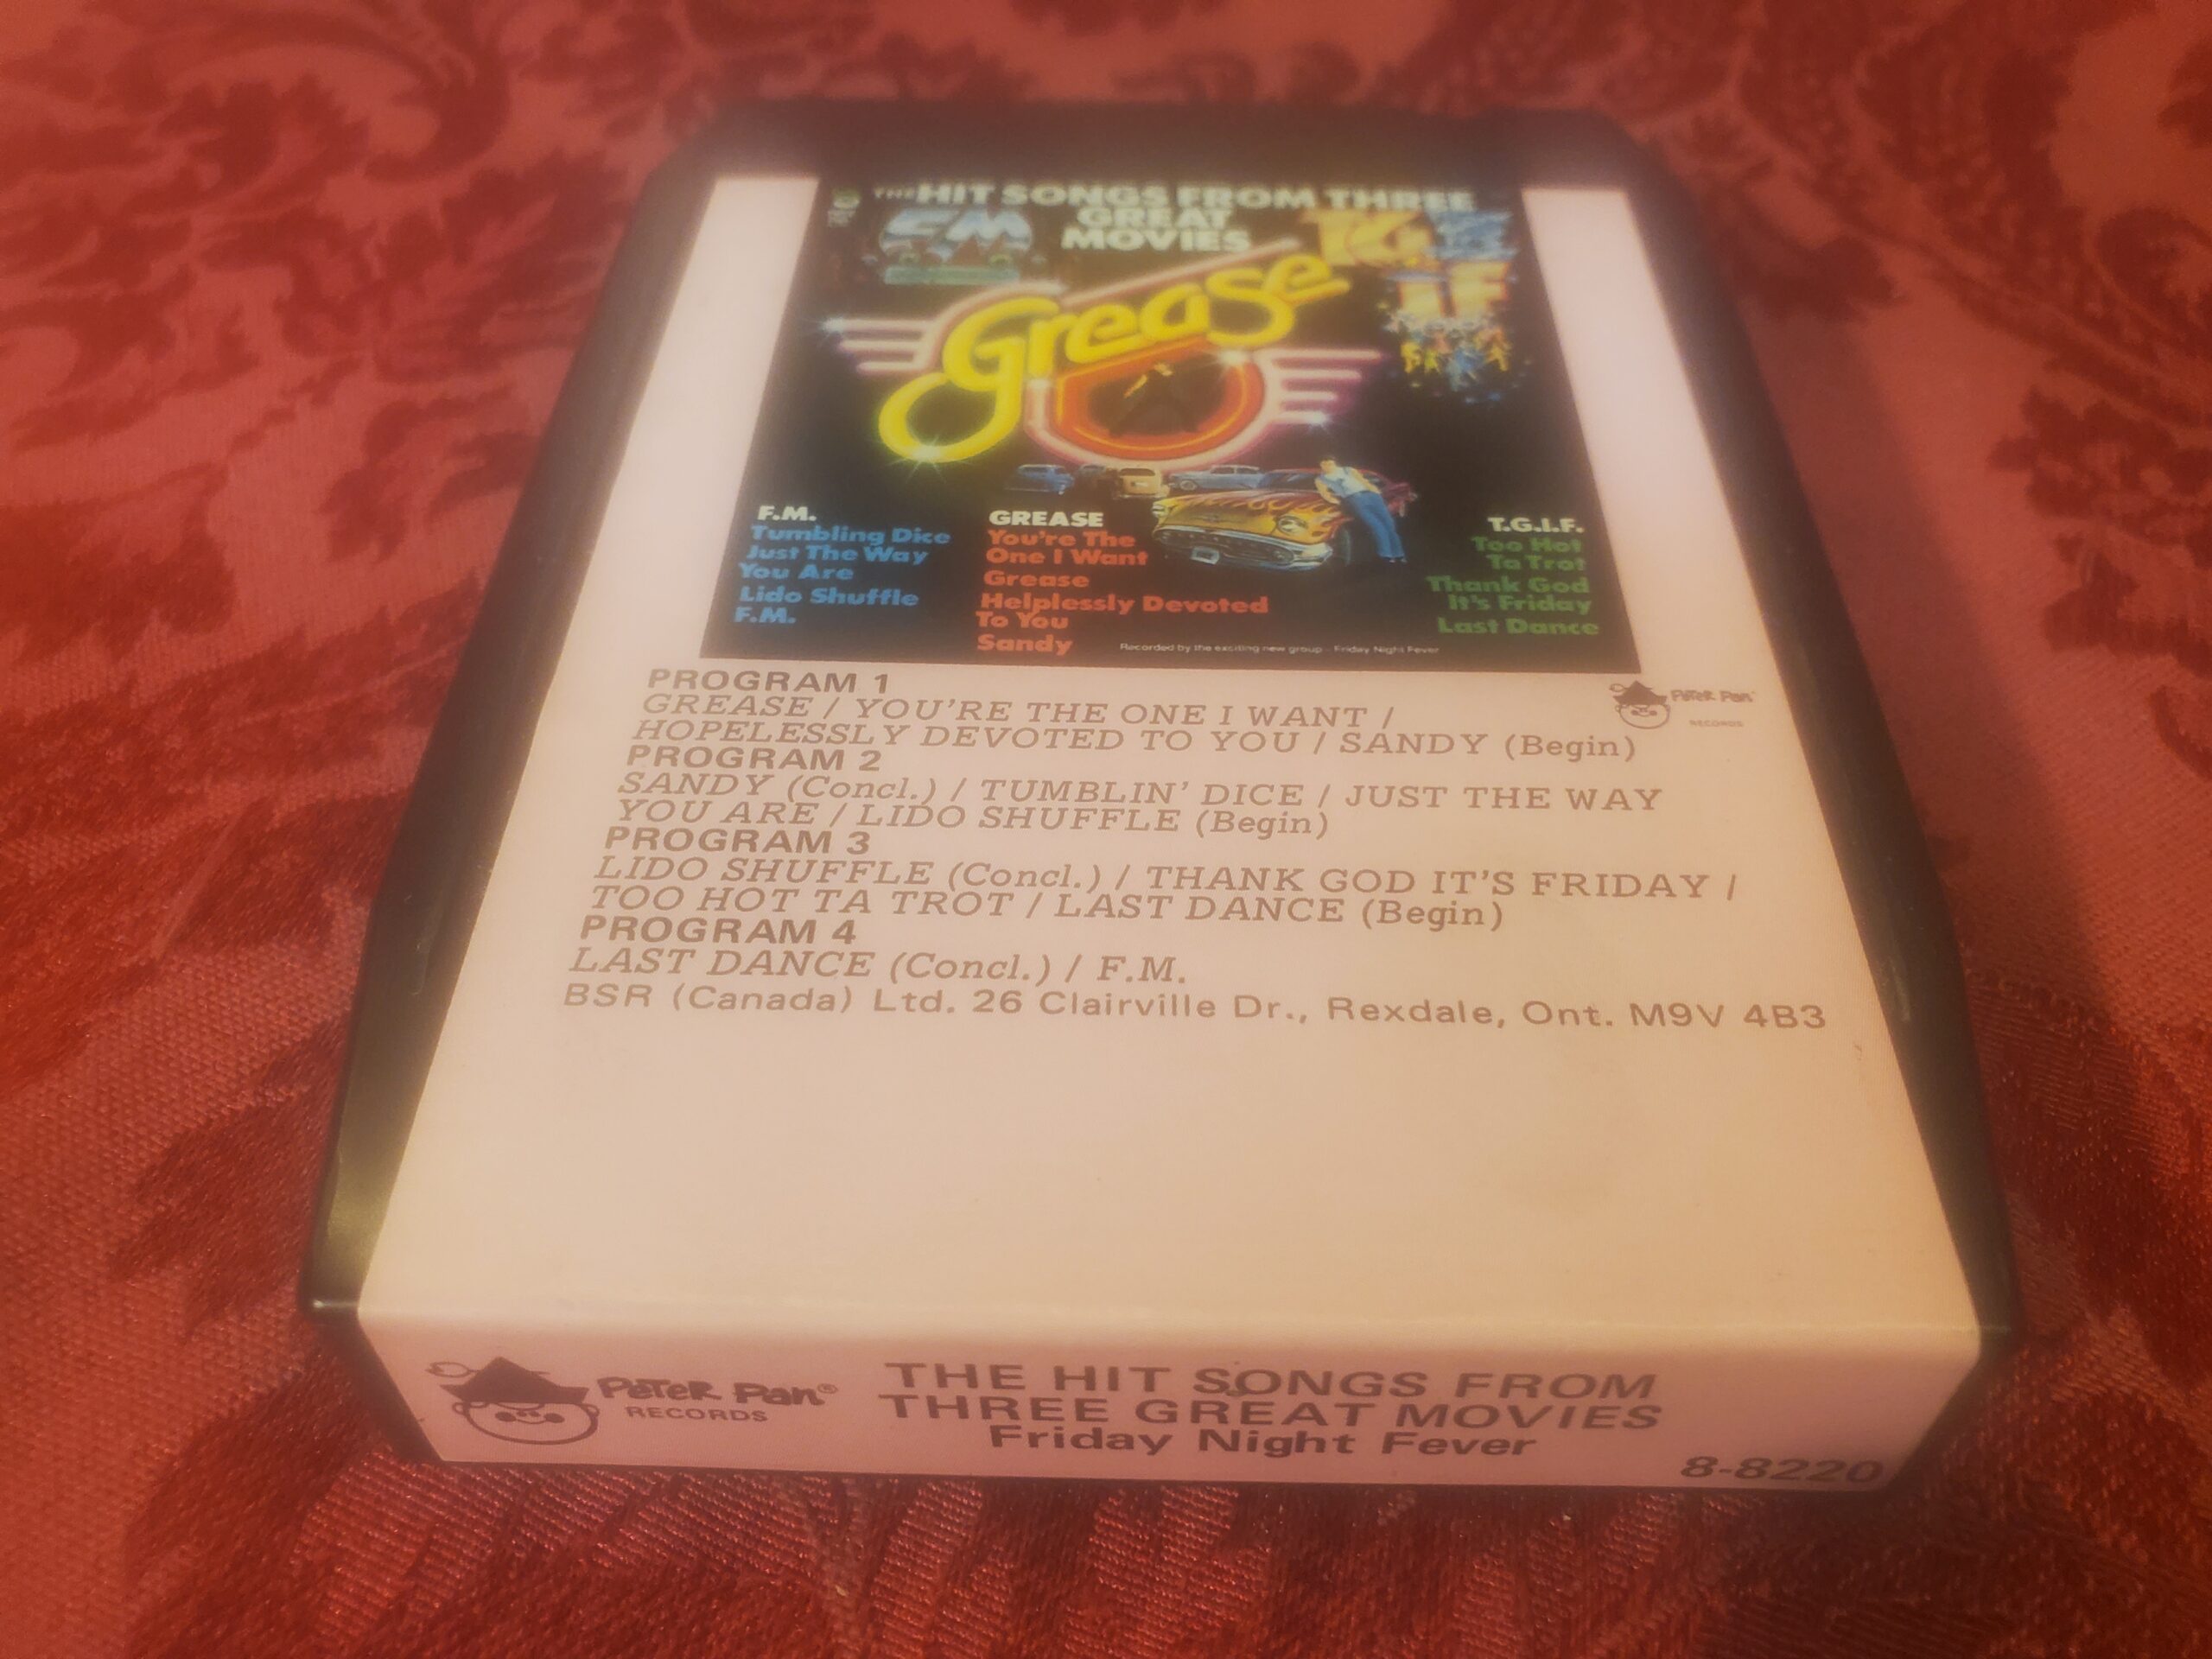 THE HIT SONGS FROM THREE
GREAT
MOVIES
FM
TG
IF
Grease
F.M.
Tumbling Dice
Just The Way
You Are
Lido Shuffle
F.M.
GREASE
You're The
One I Want
Grease
Helplessly Devoted
To You
Sandy
T.G.I.F.
Too Hot
Ta Trot
Thank God
It's Friday
Last Dance
Recorded by the exciting new group - Friday Night Fever
PETER Pan
RECORDS
PROGRAM 1
GREASE / YOU'RE THE ONE I WANT /
HOPELESSLY DEVOTED TO YOU / SANDY (Begin)
PROGRAM 2
SANDY (Concl.) / TUMBLIN' DICE / JUST THE WAY
YOU ARE / LIDO SHUFFLE (Begin)
PROGRAM 3
LIDO SHUFFLE (Concl.) / THANK GOD IT'S FRIDAY /
TOO HOT TA TROT / LAST DANCE (Begin)
PROGRAM 4
LAST DANCE (Concl.) / F.M.
BSR (Canada) Ltd. 26 Clairville Dr., Rexdale, Ont. M9V 4B3
PETER Pan®
RECORDS
THE HIT SONGS FROM
THREE GREAT MOVIES
Friday Night Fever
8-8220